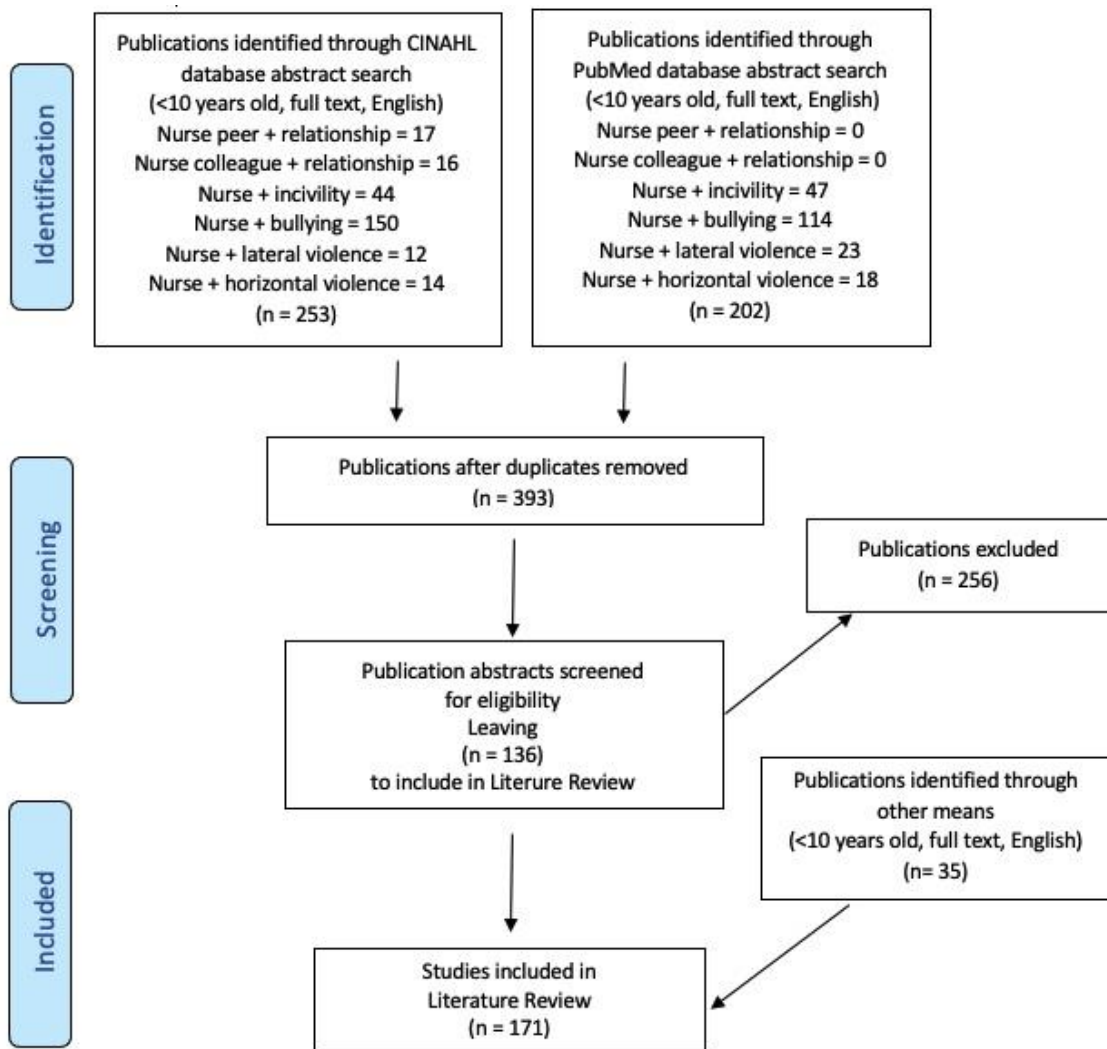 Identification
Publications identified through CINAHL
database abstract search
(<10 years old, full text, English)
Nurse peer + relationship = 17
Nurse colleague + relationship = 16
Nurse + incivility = 44
Nurse + bullying = 150
Nurse + lateral violence = 12
Nurse + horizontal violence = 14
(n = 253)
Publications identified through
PubMed database abstract search
(<10 years old, full text, English)
Nurse peer + relationship = 0
Nurse colleague + relationship = 0
Nurse + incivility = 47
Nurse + bullying = 114
Nurse + lateral violence = 23
Nurse + horizontal violence = 18
(n = 202)
Screening
Publications after duplicates removed
(n = 393)
Publications excluded
(n = 256)
Publication abstracts screened
for eligibility
Leaving
(n = 136)
to include in Literure Review
Included
Publications identified through
other means
(<10 years old, full text, English)
(n= 35)
Studies included in
Literature Review
(n = 171)